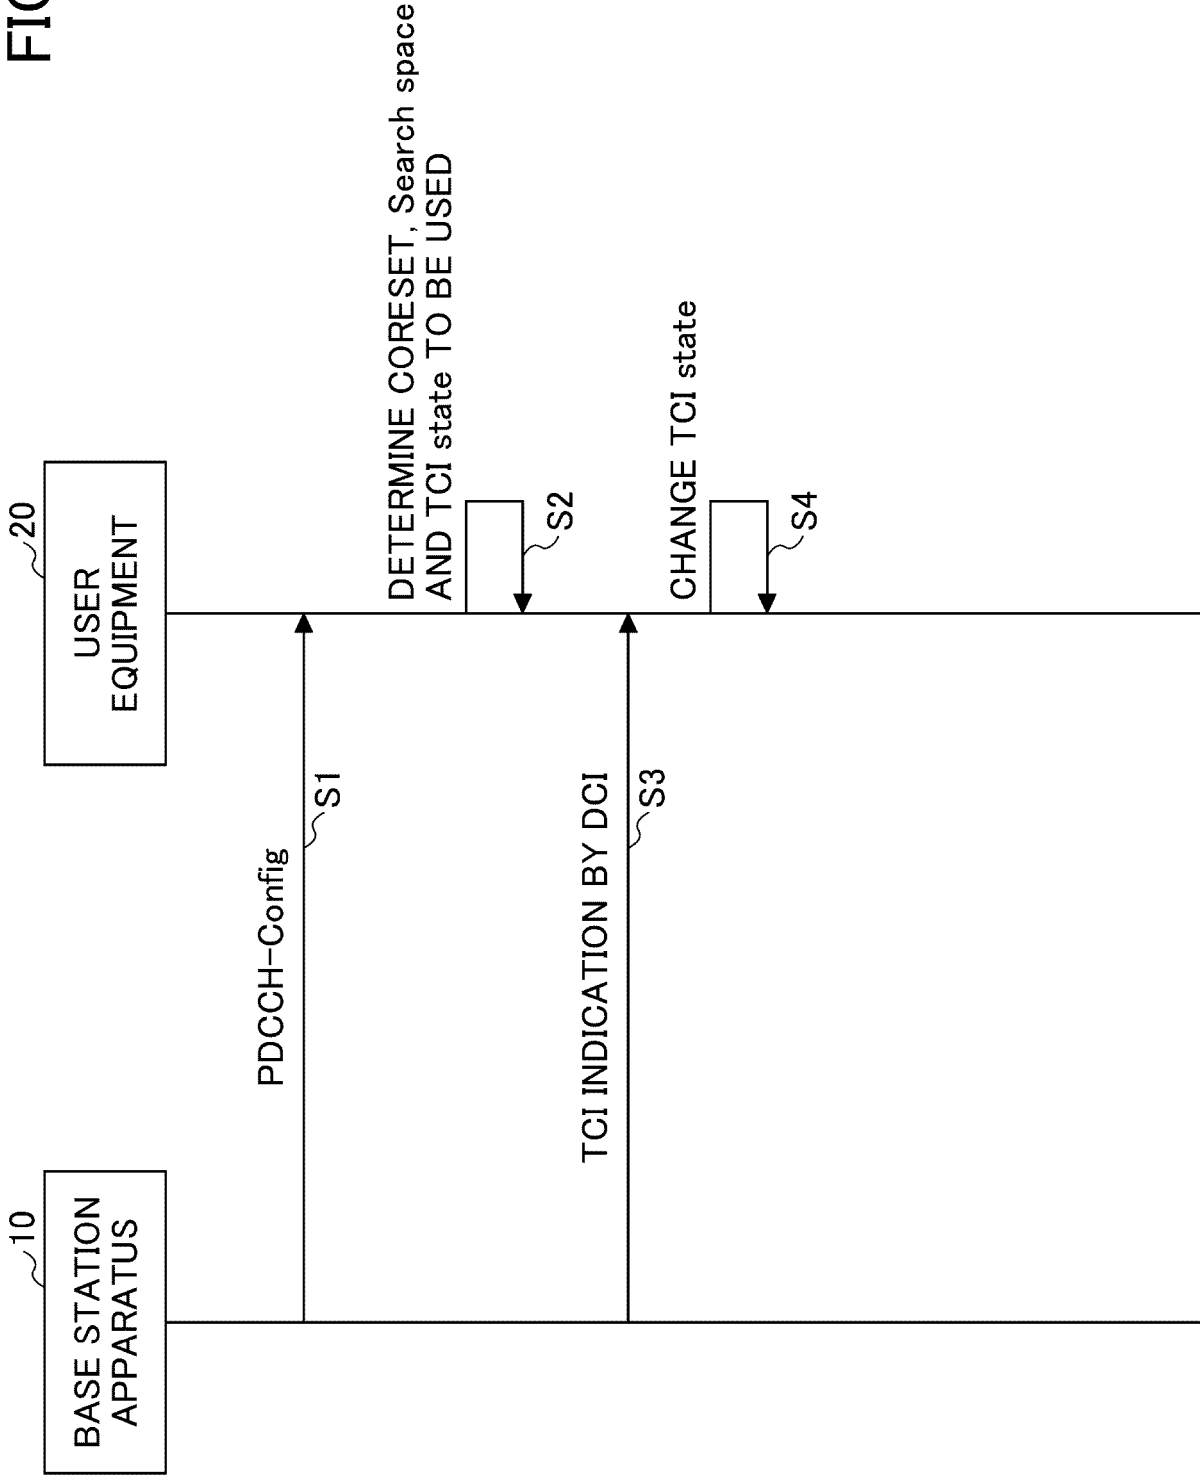 FIG
10
BASE STATION
APPARATUS
20
USER
EQUIPMENT
PDCCH-Config
S1
DETERMINE CORESET, Search space
AND TCI state TO BE USED
S2
TCI INDICATION BY DCI
S3
CHANGE TCI state
S4